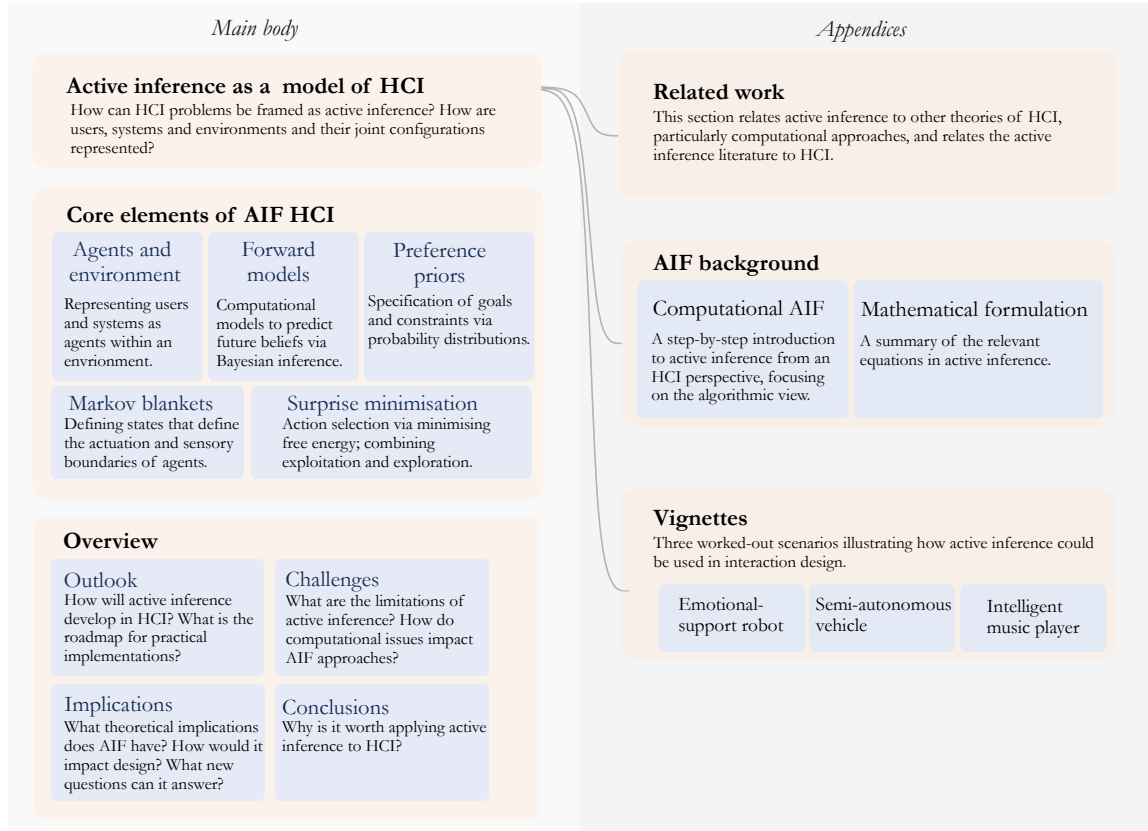 Main body
Active inference as a model of HCI
How can HCI problems be framed as active inference? How are
users, systems and environments and their joint configurations
represented?
Core elements of AIF HCI
Agents and
environment
Representing users
and systems as
agents within an
envrionment.
Forward
models
Computational
models to predict
future beliefs via
Bayesian inference.
Preference
priors
Specification of goals
and constraints via
probability distributions.
Markov blankets
Defining states that define
the actuation and sensory
boundaries of agents.
Surprise minimisation
Action selection via minimising
free energy; combining
exploitation and exploration.
Overview
Outlook
How will active inference
develop in HCI? What is the
roadmap for practical
implementations?
Challenges
What are the limitations of
active inference? How do
computational issues impact
AIF approaches?
Implications
What theoretical implications
does AIF have? How would it
impact design? What new
questions can it answer?
Conclusions
Why is it worth applying active
inference to HCI?
Appendices
Related work
This section relates active inference to other theories of HCI,
particularly computational approaches, and relates the active
inference literature to HCI.
AIF background
Computational AIF
A step-by-step introduction
to active inference from an
HCI perspective, focusing
on the algorithmic view.
Mathematical formulation
A summary of the relevant
equations in active inference.
Vignettes
Three worked-out scenarios illustrating how active inference could
be used in interaction design.
Emotional-
support robot
Semi-autonomous
vehicle
Intelligent
music player